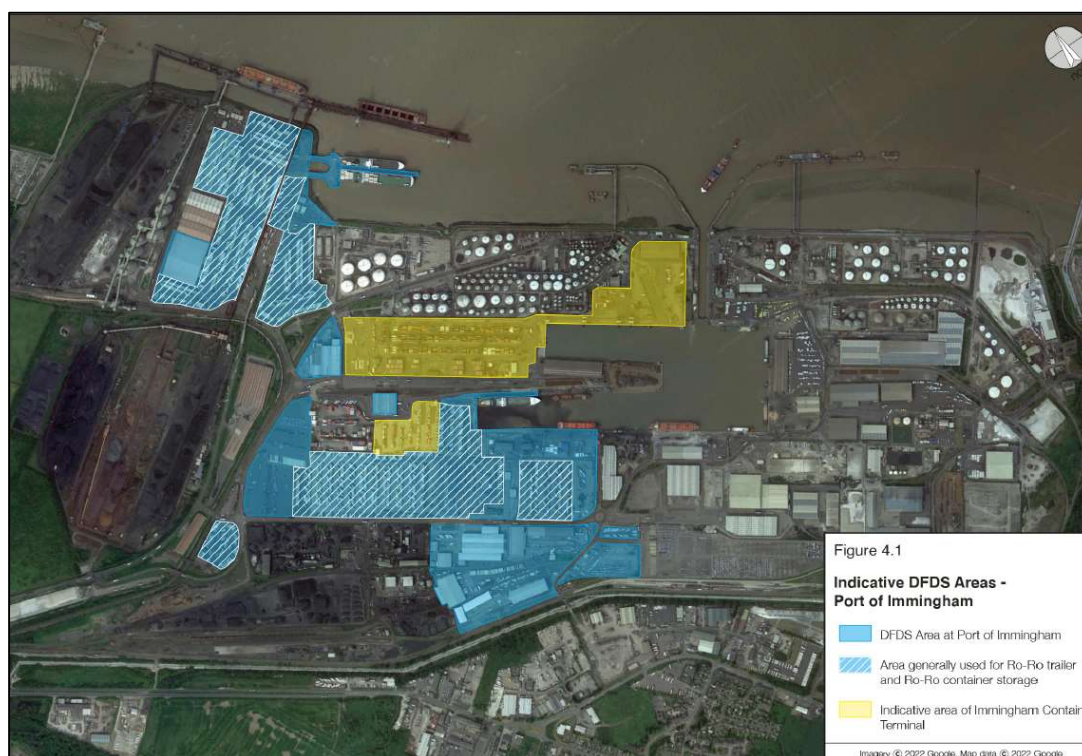 Figure 4.1
Indicative DFDS Areas -
Port of Immingham
DFDS Area at Port of Immingham
Area generally used for Ro-Ro trailer
and Ro-Ro container storage
Indicative area of Immingham Contain
Terminal
Imagery © 2022 Google, Map data © 2022 Google